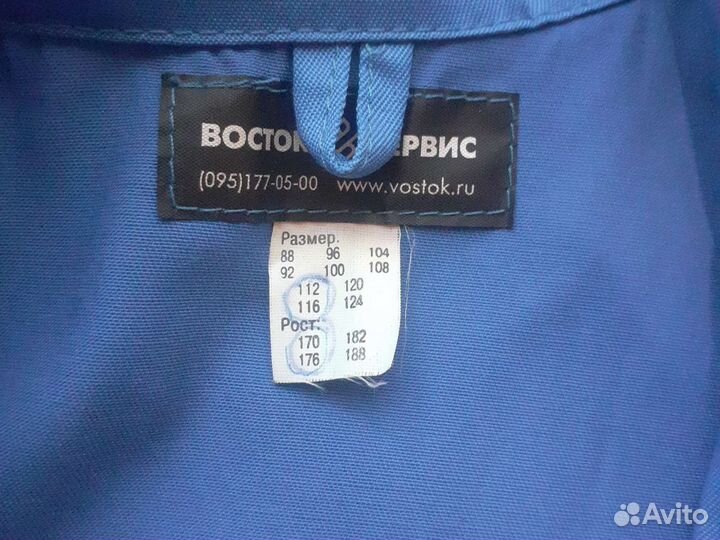 ВОСТОК ЕРВИС
(095)177-05-00 www.vostok.ru
Размер.
88 96 104
92 100 108
112 120
116 124
Рост:
170 182
176 188
Avito